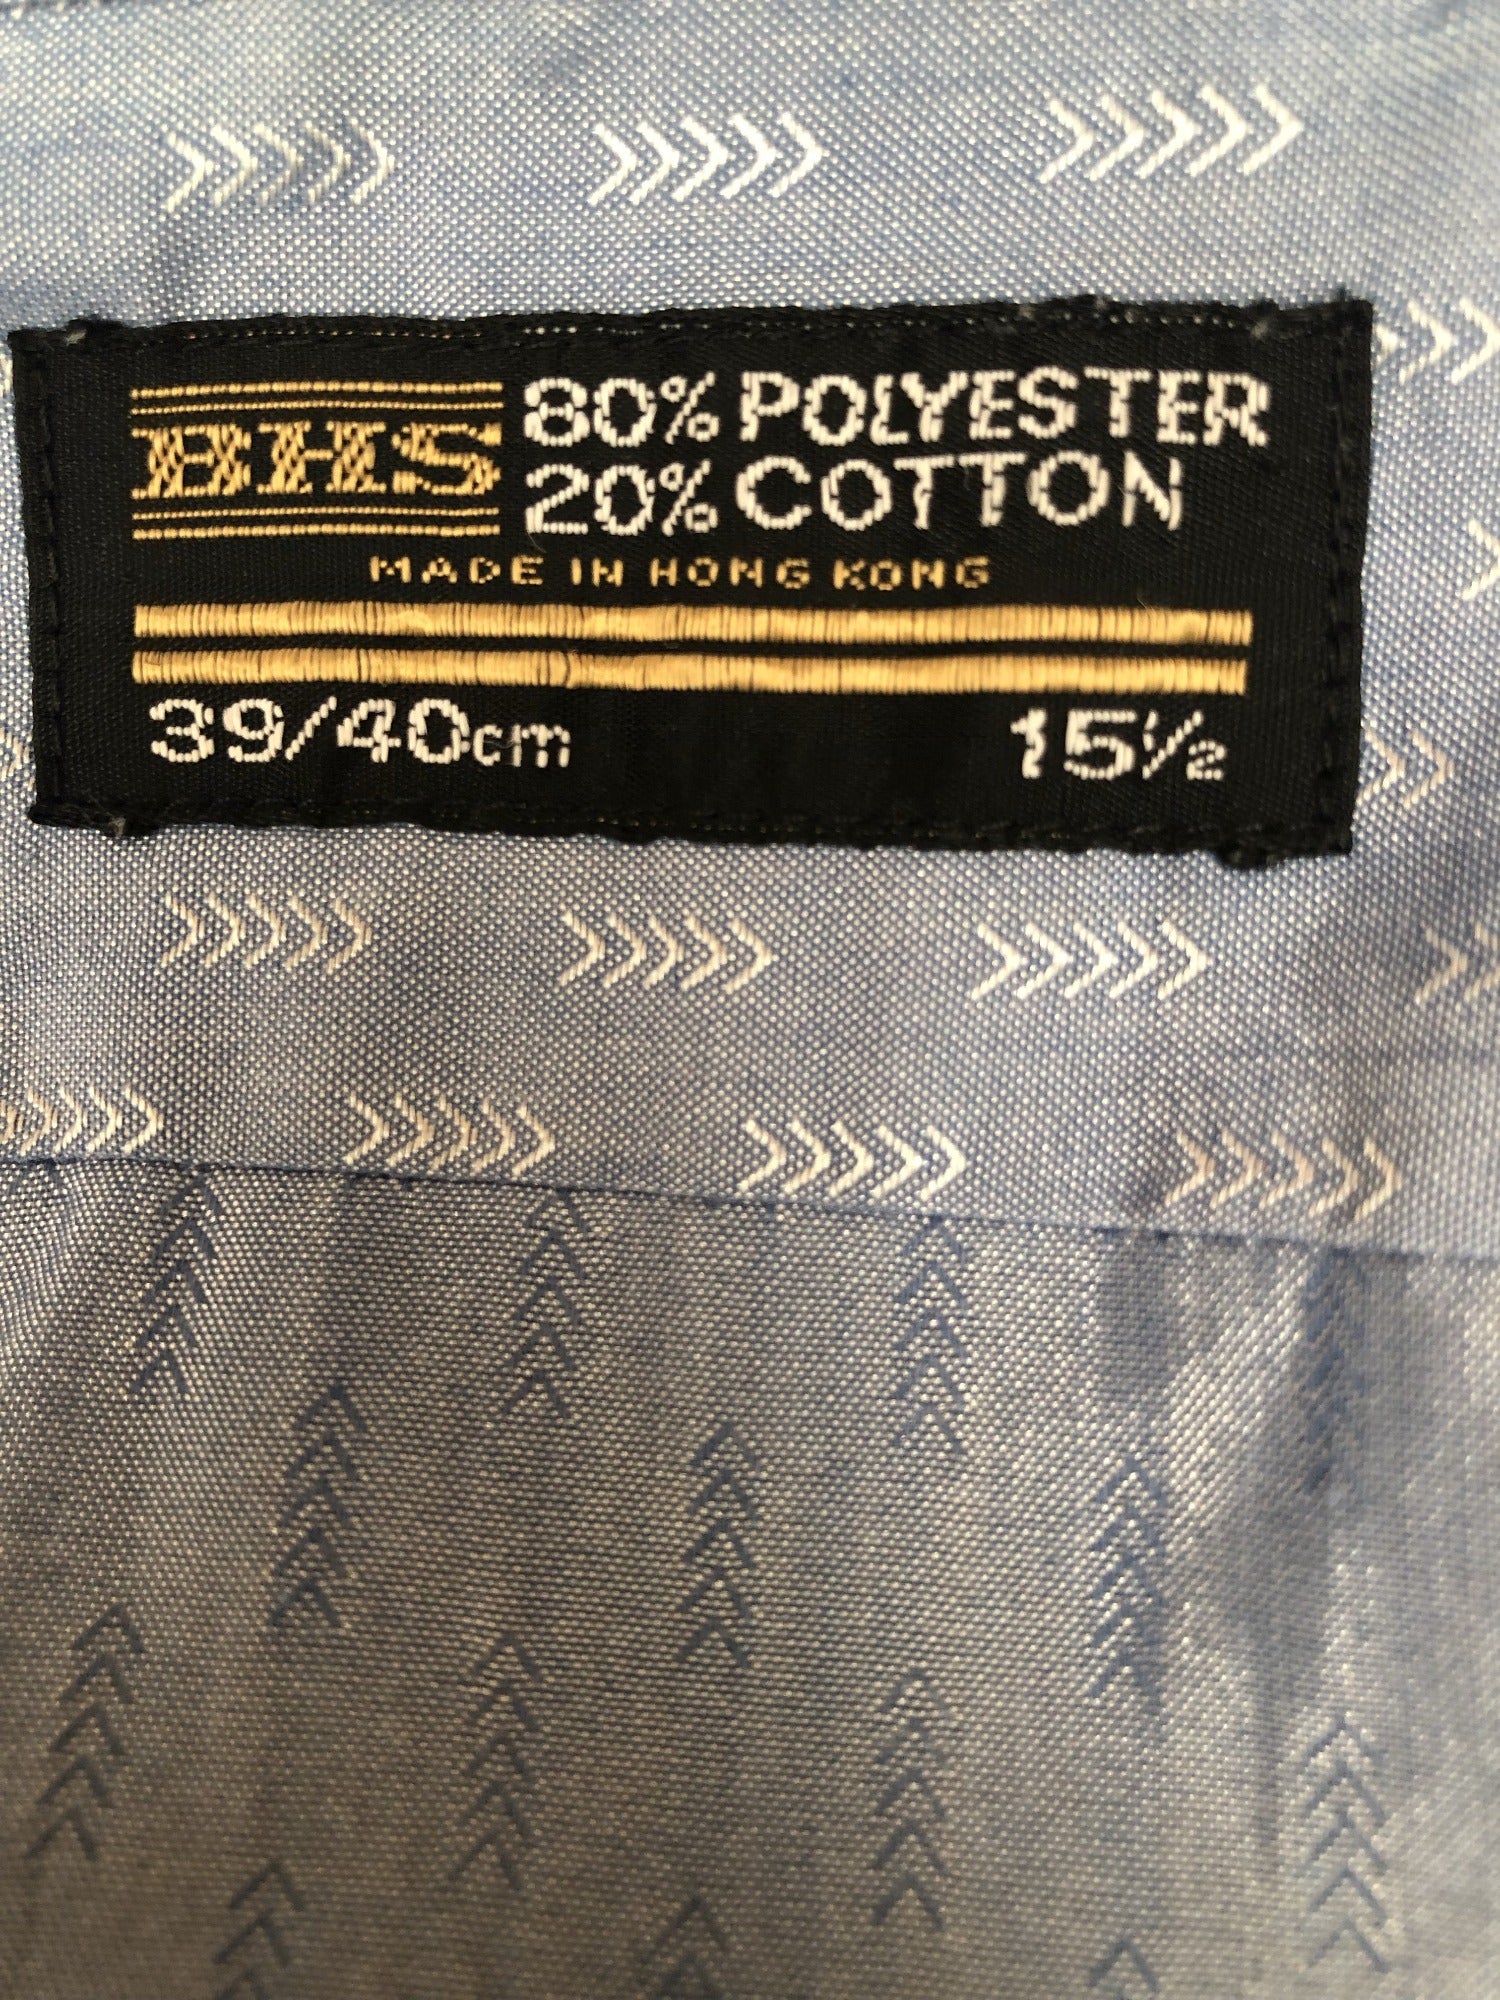 BHS
80% POLYESTER
20% COTTON
MADE IN HONG KONG
39/40cm 15½